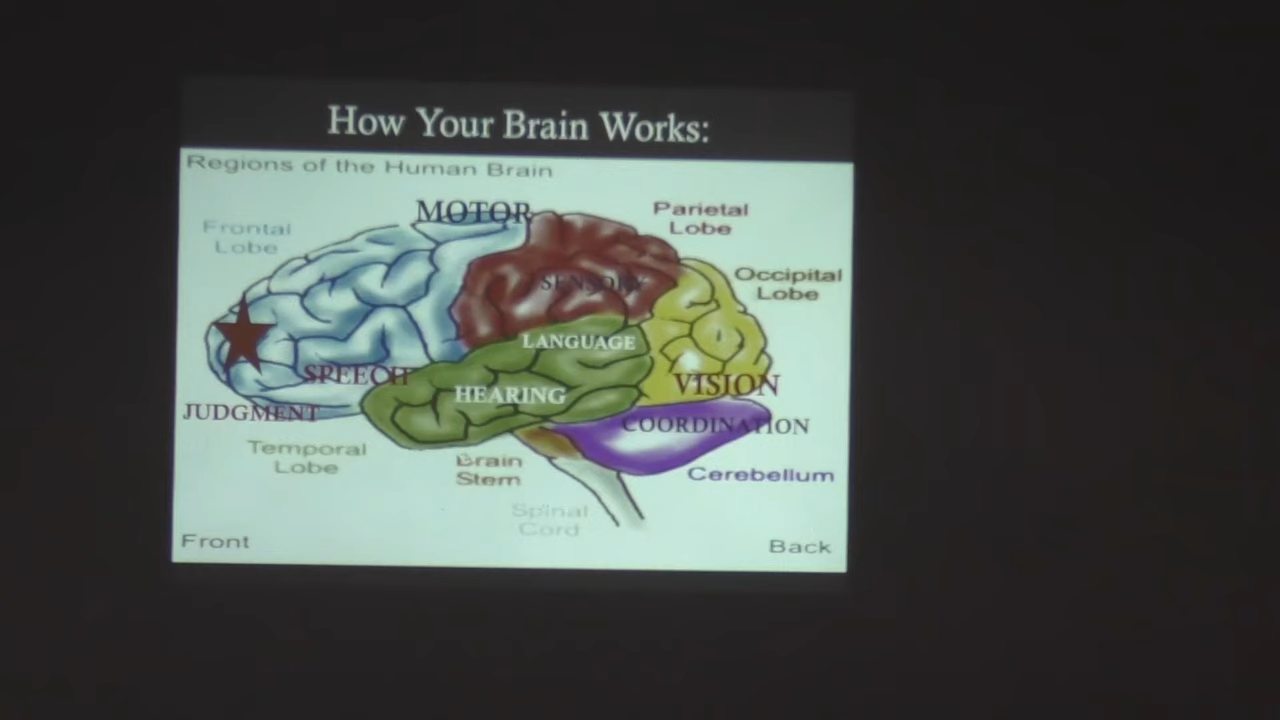 How Your Brain Works:
Regions of the Human Brain
MOTOR
Parietal
Lobe
Frontal
Lobe
SENSORY
Occipital
Lobe
LANGUAGE
SPEECH
HEARING
VISION
JUDGMENT
COORDINATION
Temporal
Lobe
Brain
Stem
Cerebellum
Spinal
Cord
Front
Back